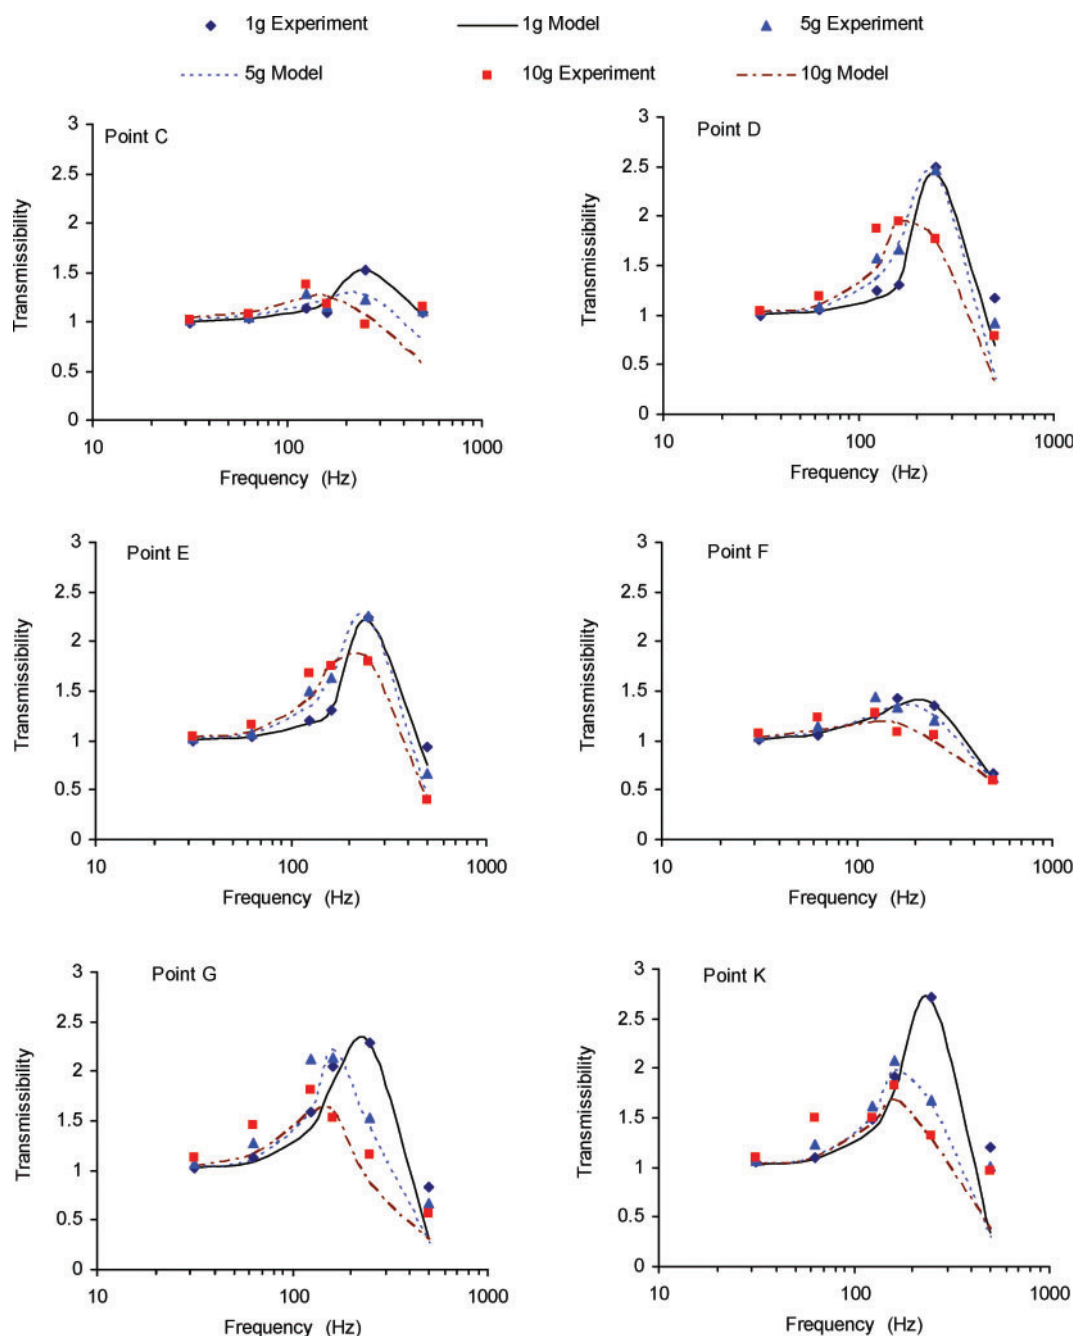 1g Experiment 1g Model 5g Experiment
5g Model 10g Experiment 10g Model
Point C
Transmissibility
3
2.5
2
1.5
1
0.5
0
10 100 1000
Frequency (Hz)
Point D
Transmissibility
3
2.5
2
1.5
1
0.5
0
10 100 1000
Frequency (Hz)
Point E
Transmissibility
3
2.5
2
1.5
1
0.5
0
10 100 1000
Frequency (Hz)
Point F
Transmissibility
3
2.5
2
1.5
1
0.5
0
10 100 1000
Frequency (Hz)
Point G
Transmissibility
3
2.5
2
1.5
1
0.5
0
10 100 1000
Frequency (Hz)
Point K
Transmissibility
3
2.5
2
1.5
1
0.5
0
10 100 1000
Frequency (Hz)